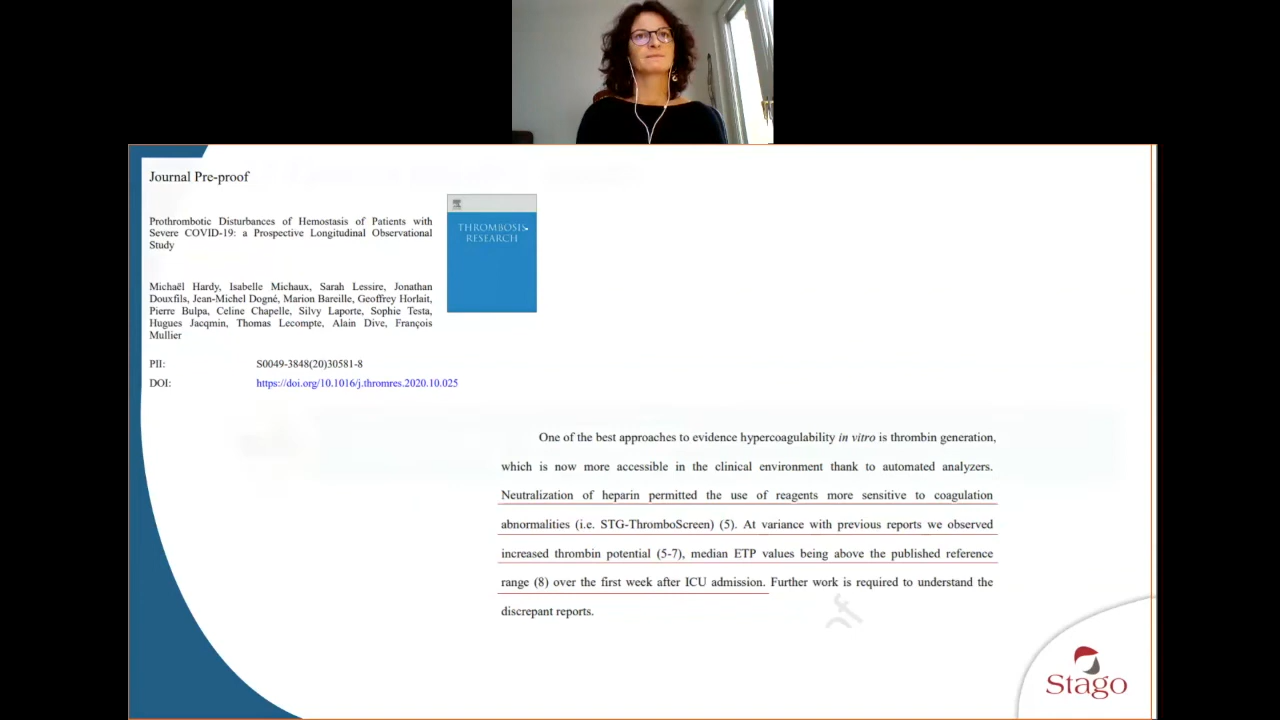 Journal Pre-proof
Prothrombotic Disturbances of Hemostasis of Patients with
Severe COVID-19: a Prospective Longitudinal Observational
Study
THROMBOSIS
RESEARCH
Michaël Hardy, Isabelle Michaux, Sarah Lessire, Jonathan
Douxfils, Jean-Michel Dogné, Marion Bareille, Geoffrey Horlait,
Pierre Bulpa, Celine Chapelle, Silvy Laporte, Sophie Testa,
Hugues Jacqmin, Thomas Lecompte, Alain Dive, François
Mullier
PII: S0049-3848(20)30581-8
DOI: https://doi.org/10.1016/j.thromres.2020.10.025
One of the best approaches to evidence hypercoagulability in vitro is thrombin generation,
which is now more accessible in the clinical environment thank to automated analyzers.
Neutralization of heparin permitted the use of reagents more sensitive to coagulation
abnormalities (i.e. STG-ThromboScreen) (5). At variance with previous reports we observed
increased thrombin potential (5-7), median ETP values being above the published reference
range (8) over the first week after ICU admission. Further work is required to understand the
discrepant reports.
of
Stago